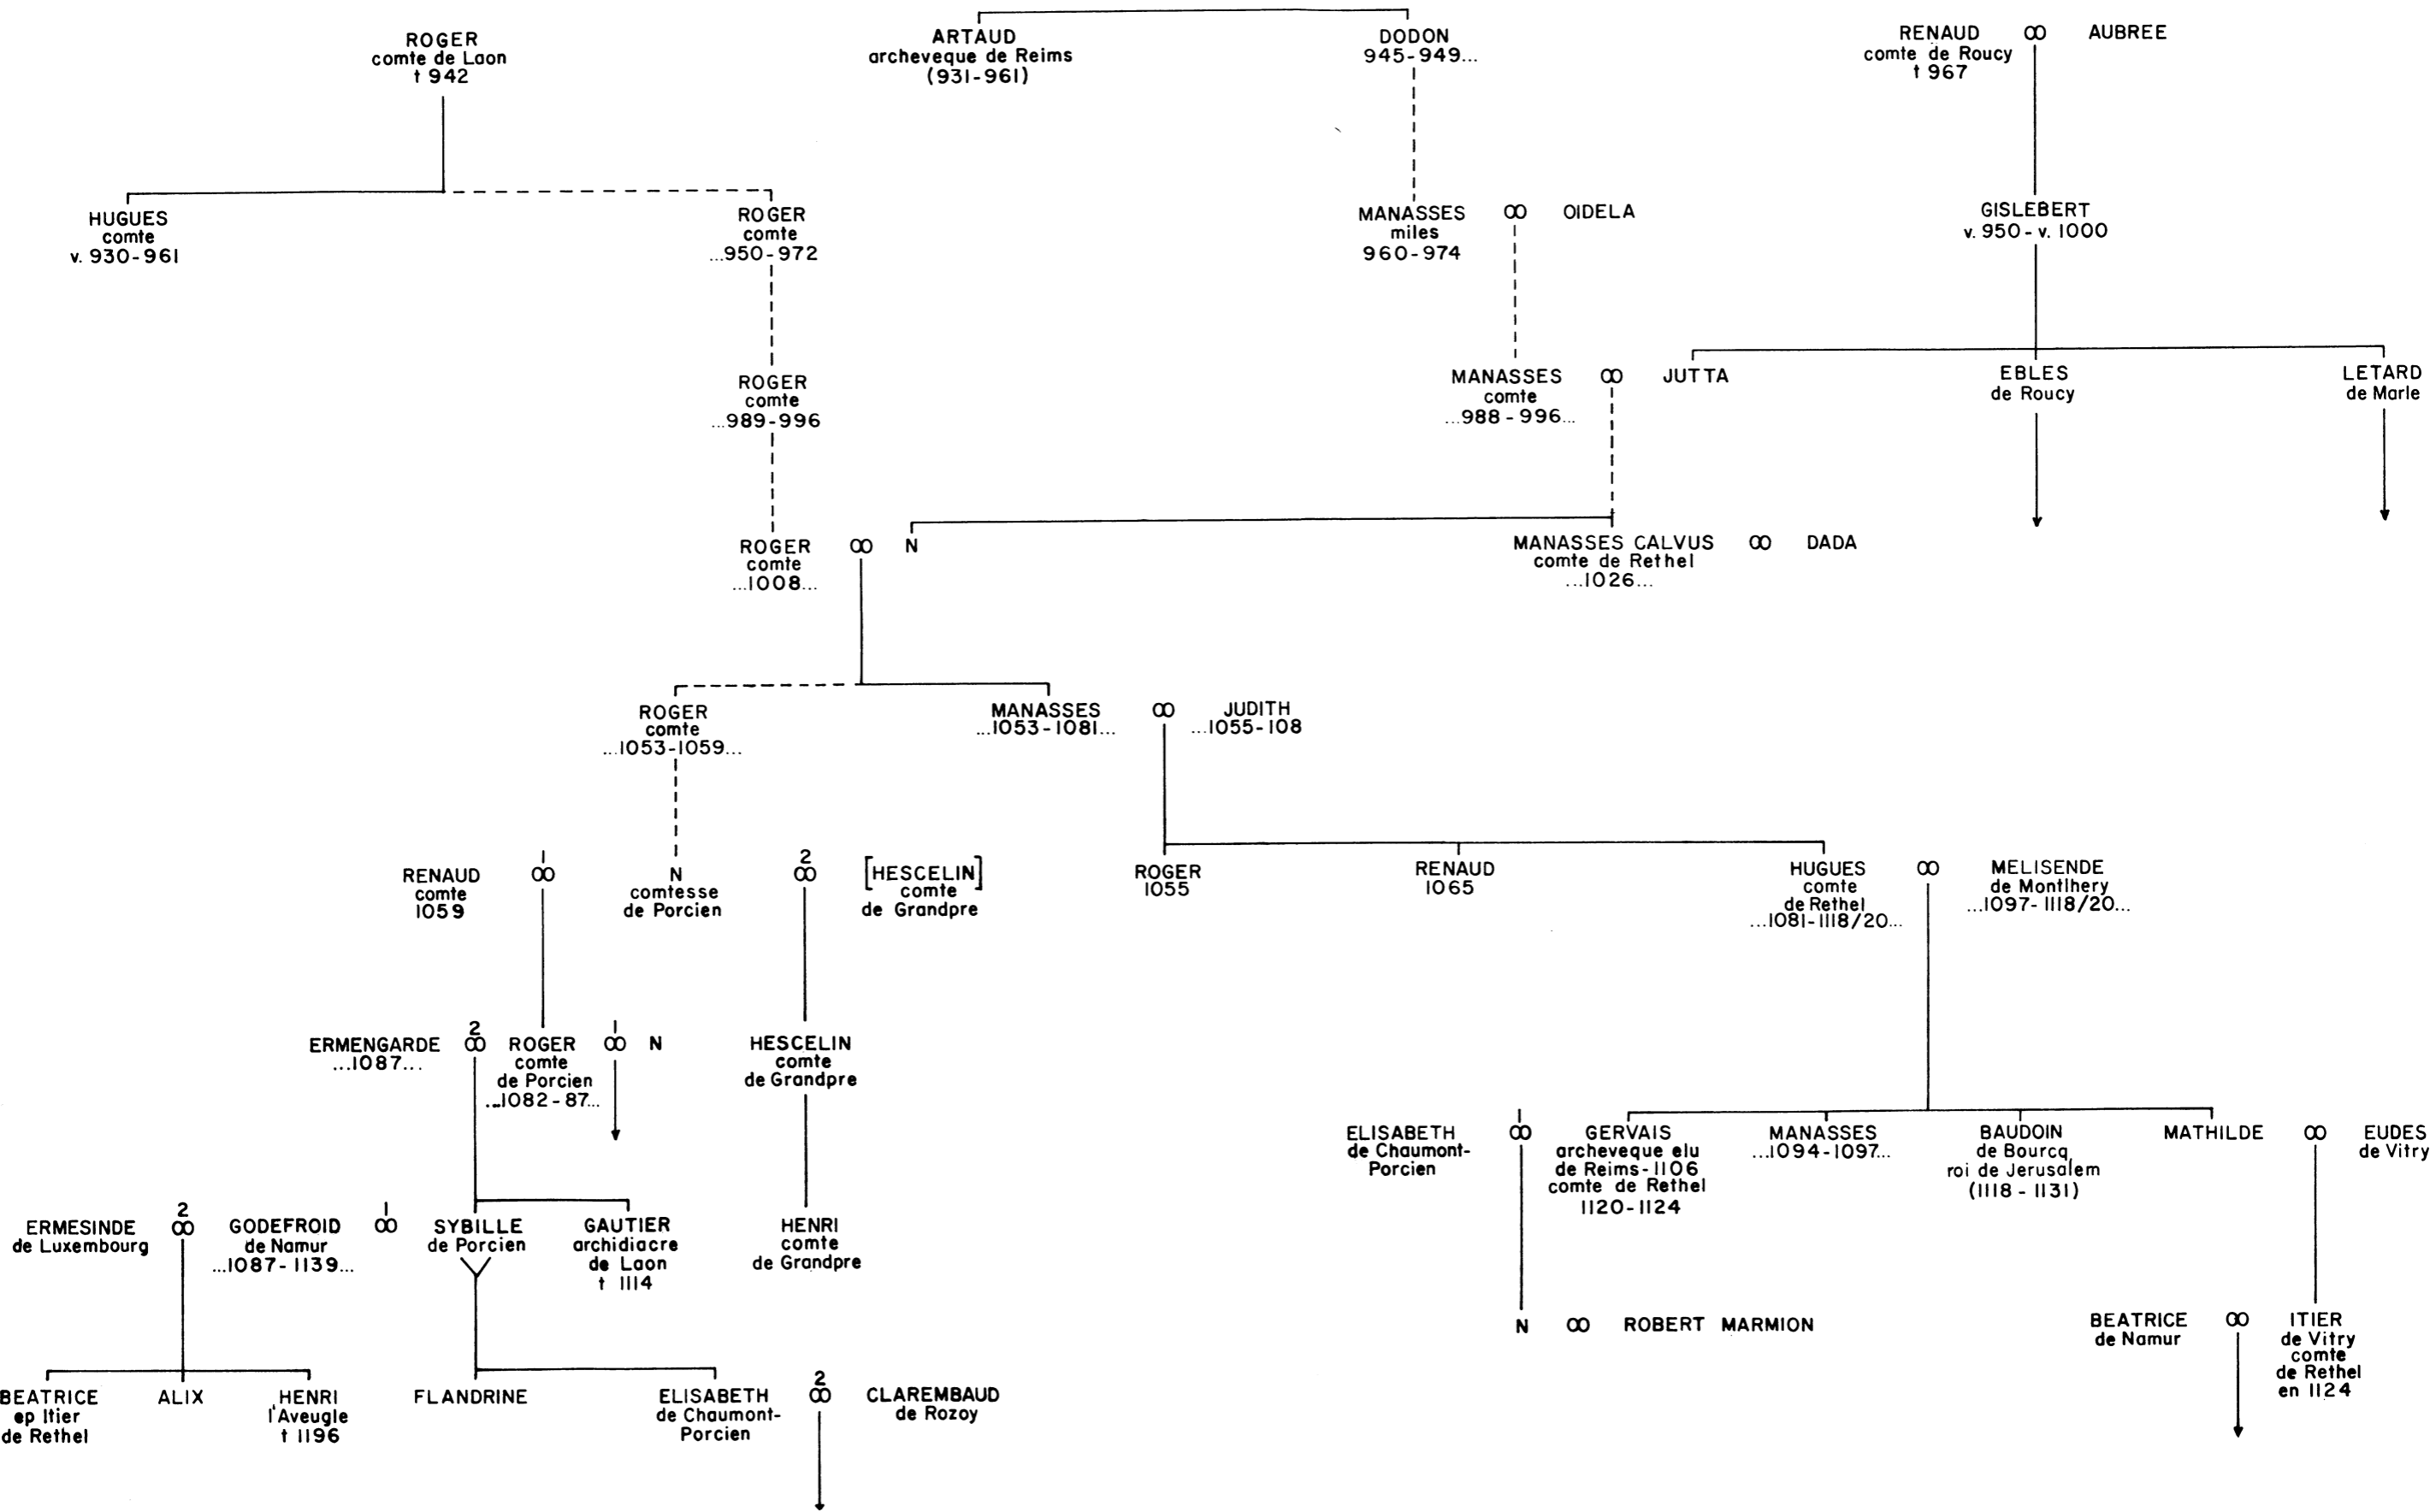 ROGER
comte de Laon
† 942
ARTAUD
archeveque de Reims
(931-961)
DODON
945-949...
RENAUD
comte de Roucy
† 967
∞
AUBREE
HUGUES
comte
v. 930-961
ROGER
comte
...950-972
MANASSES
miles
960-974
∞
OIDELA
GISLEBERT
v. 950- v. 1000
ROGER
comte
...989-996
MANASSES
comte
...988-996...
∞
JUTTA
EBLES
de Roucy
LETARD
de Marle
ROGER
comte
...1008...
∞
N
MANASSES CALVUS
comte de Rethel
...1026...
∞
DADA
ROGER
comte
...1053-1059...
MANASSES
...1053-1081...
∞
JUDITH
...1055-108
RENAUD
comte
1059
1
∞
N
comtesse
de Porcien
2
∞
[HESCELIN]
comte
de Grandpre
ROGER
1055
RENAUD
1065
HUGUES
comte
de Rethel
...1081-1118/20...
∞
MELISENDE
de Montlhery
...1097-1118/20...
ERMENGARDE
...1087...
2
∞
ROGER
comte
de Porcien
...1082-87...
1
∞
N
HESCELIN
comte
de Grandpre
ELISABETH
de Chaumont-
Porcien
1
∞
GERVAIS
archeveque elu
de Reims-1106
comte de Rethel
1120-1124
MANASSES
...1094-1097...
BAUDOIN
de Bourcq
roi de Jerusalem
(1118-1131)
MATHILDE
∞
EUDES
de Vitry
ERMESINDE
de Luxembourg
2
∞
GODEFROID
de Namur
...1087-1139...
1
∞
SYBILLE
de Porcien
GAUTIER
archidiacre
de Laon
† 1114
HENRI
comte
de Grandpre
N
∞
ROBERT MARMION
BEATRICE
de Namur
∞
ITIER
de Vitry
comte
de Rethel
en 1124
BEATRICE
ep Itier
de Rethel
ALIX
HENRI
l'Aveugle
† 1196
FLANDRINE
ELISABETH
de Chaumont-
Porcien
2
∞
CLAREMBAUD
de Rozoy